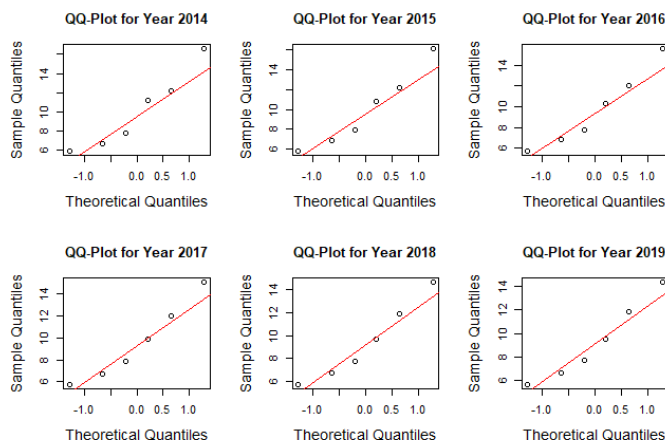 QQ-Plot for Year 2014
Sample Quantiles
6 8 10 14
-1.0 0.0 0.5 1.0
Theoretical Quantiles
QQ-Plot for Year 2015
Sample Quantiles
6 8 10 14
-1.0 0.0 0.5 1.0
Theoretical Quantiles
QQ-Plot for Year 2016
Sample Quantiles
6 8 10 14
-1.0 0.0 0.5 1.0
Theoretical Quantiles
QQ-Plot for Year 2017
Sample Quantiles
6 8 10 12 14
-1.0 0.0 0.5 1.0
Theoretical Quantiles
QQ-Plot for Year 2018
Sample Quantiles
6 8 10 12 14
-1.0 0.0 0.5 1.0
Theoretical Quantiles
QQ-Plot for Year 2019
Sample Quantiles
6 8 10 12 14
-1.0 0.0 0.5 1.0
Theoretical Quantiles